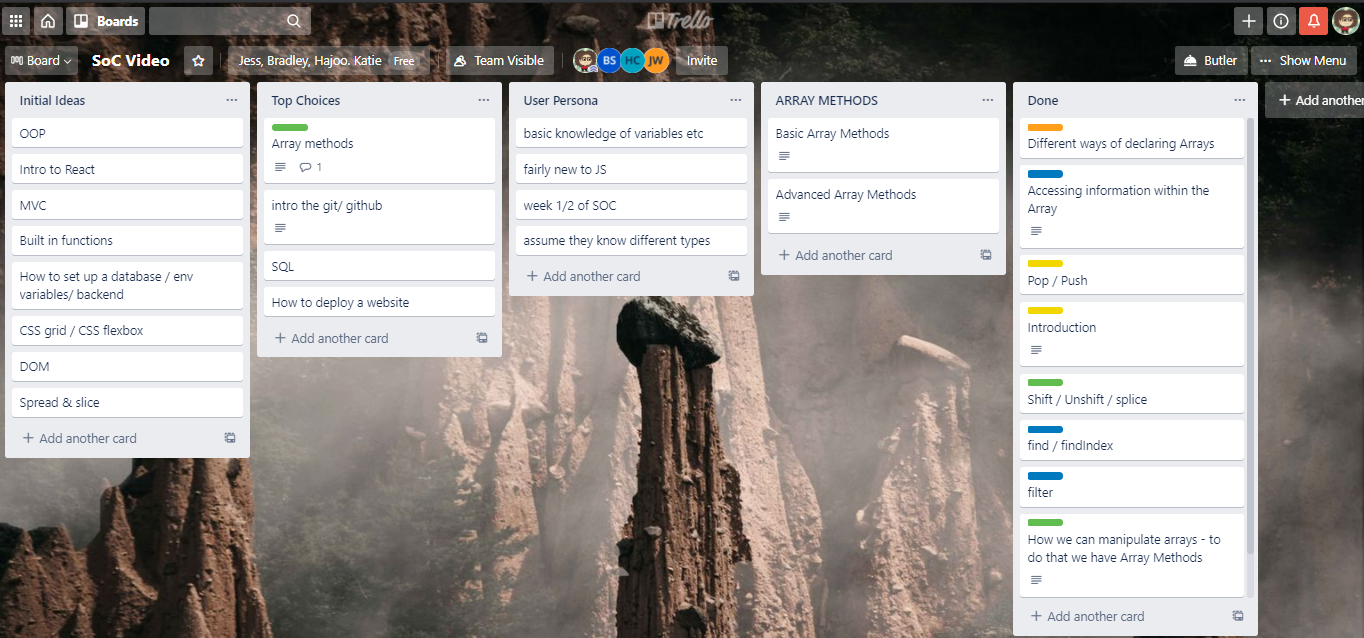 Boards
Trello
Board
SoC Video
Jess, Bradley, Hajoo. Katie Free
Team Visible
BS
HC
JW
Invite
Butler
Show Menu
Initial Ideas
OOP
Intro to React
MVC
Built in functions
How to set up a database / env
variables/ backend
CSS grid / CSS flexbox
DOM
Spread & slice
+ Add another card
Top Choices
Array methods
1
intro the git/ github
SQL
How to deploy a website
+ Add another card
User Persona
basic knowledge of variables etc
fairly new to JS
week 1/2 of SOC
assume they know different types
+ Add another card
ARRAY METHODS
Basic Array Methods
Advanced Array Methods
+ Add another card
Done
Different ways of declaring Arrays
Accessing information within the
Array
Pop / Push
Introduction
Shift / Unshift / splice
find / findIndex
filter
How we can manipulate arrays - to
do that we have Array Methods
+ Add another card
+ Add another